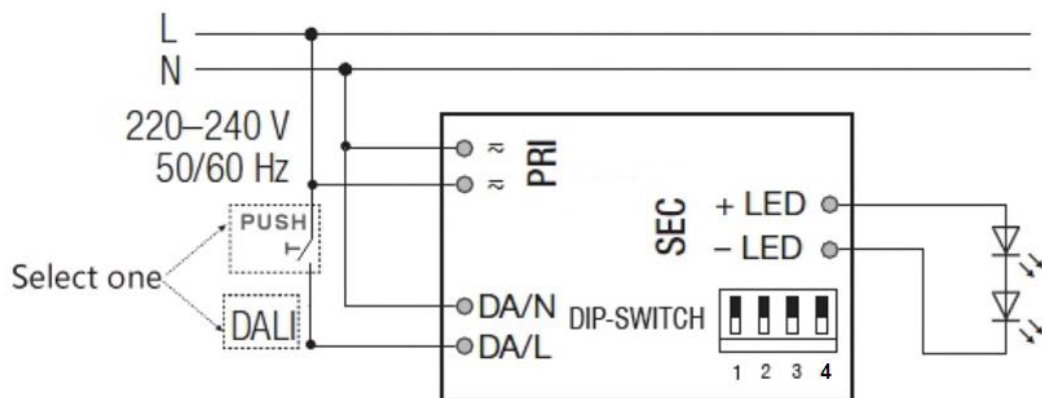 L
N
220–240 V
50/60 Hz
PUSH
Select one
DALI
≂
≂
PRI
SEC
+ LED
− LED
DA/N
DA/L
DIP-SWITCH
1 2 3 4